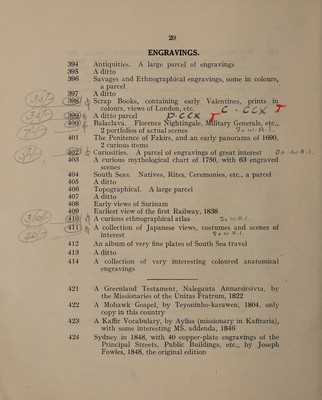 20
ENGRAVINGS.
394 Antiquities. A large parcel of engravings
395 A ditto
396 Savages and Ethnographical engravings, some in colours,
a parcel
397 A ditto
398 Scrap Books, containing early Valentines, prints in
colours, views of London, etc. C - CCX T
399 A ditto parcel D-CCX T
400 Balaclava. Florence Nightingale, Military Generals, etc.,
2 portfolios of actual scenes
401 The Penitence of Fakirs, and an early panorama of 1690,
2 curious items
402 Curiosities. A parcel of engravings of great interest
403 A curious mythological chart of 1750, with 63 engraved
scenes
404 South Seas. Natives, Rites, Ceremonies, etc., a parcel
405 A ditto
406 Topographical. A large parcel
407 A ditto
408 Early views of Surinam
409 Earliest view of the first Railway, 1838
410 A curious ethnographical atlas
411 A collection of Japanese views, costumes and scenes of
interest
412 An album of very fine plates of South Sea travel
413 A ditto
414 A collection of very interesting coloured anatomical
engravings
421 A Greenland Testament, Nalegauta Annarsirsivta, by
the Missionaries of the Unitas Fratrum, 1822
422 A Mohawk Gospel, by Teyoninho-karawen, 1804, only
copy in this country
423 A Kaffir Vocabulary, by Ayliss (missionary in Kaffraria),
with some interesting MS. addenda, 1846
424 Sydney in 1848, with 40 copper-plate engravings of the
Principal Streets, Public Buildings, etc., by Joseph
Fowles, 1848, the original edition